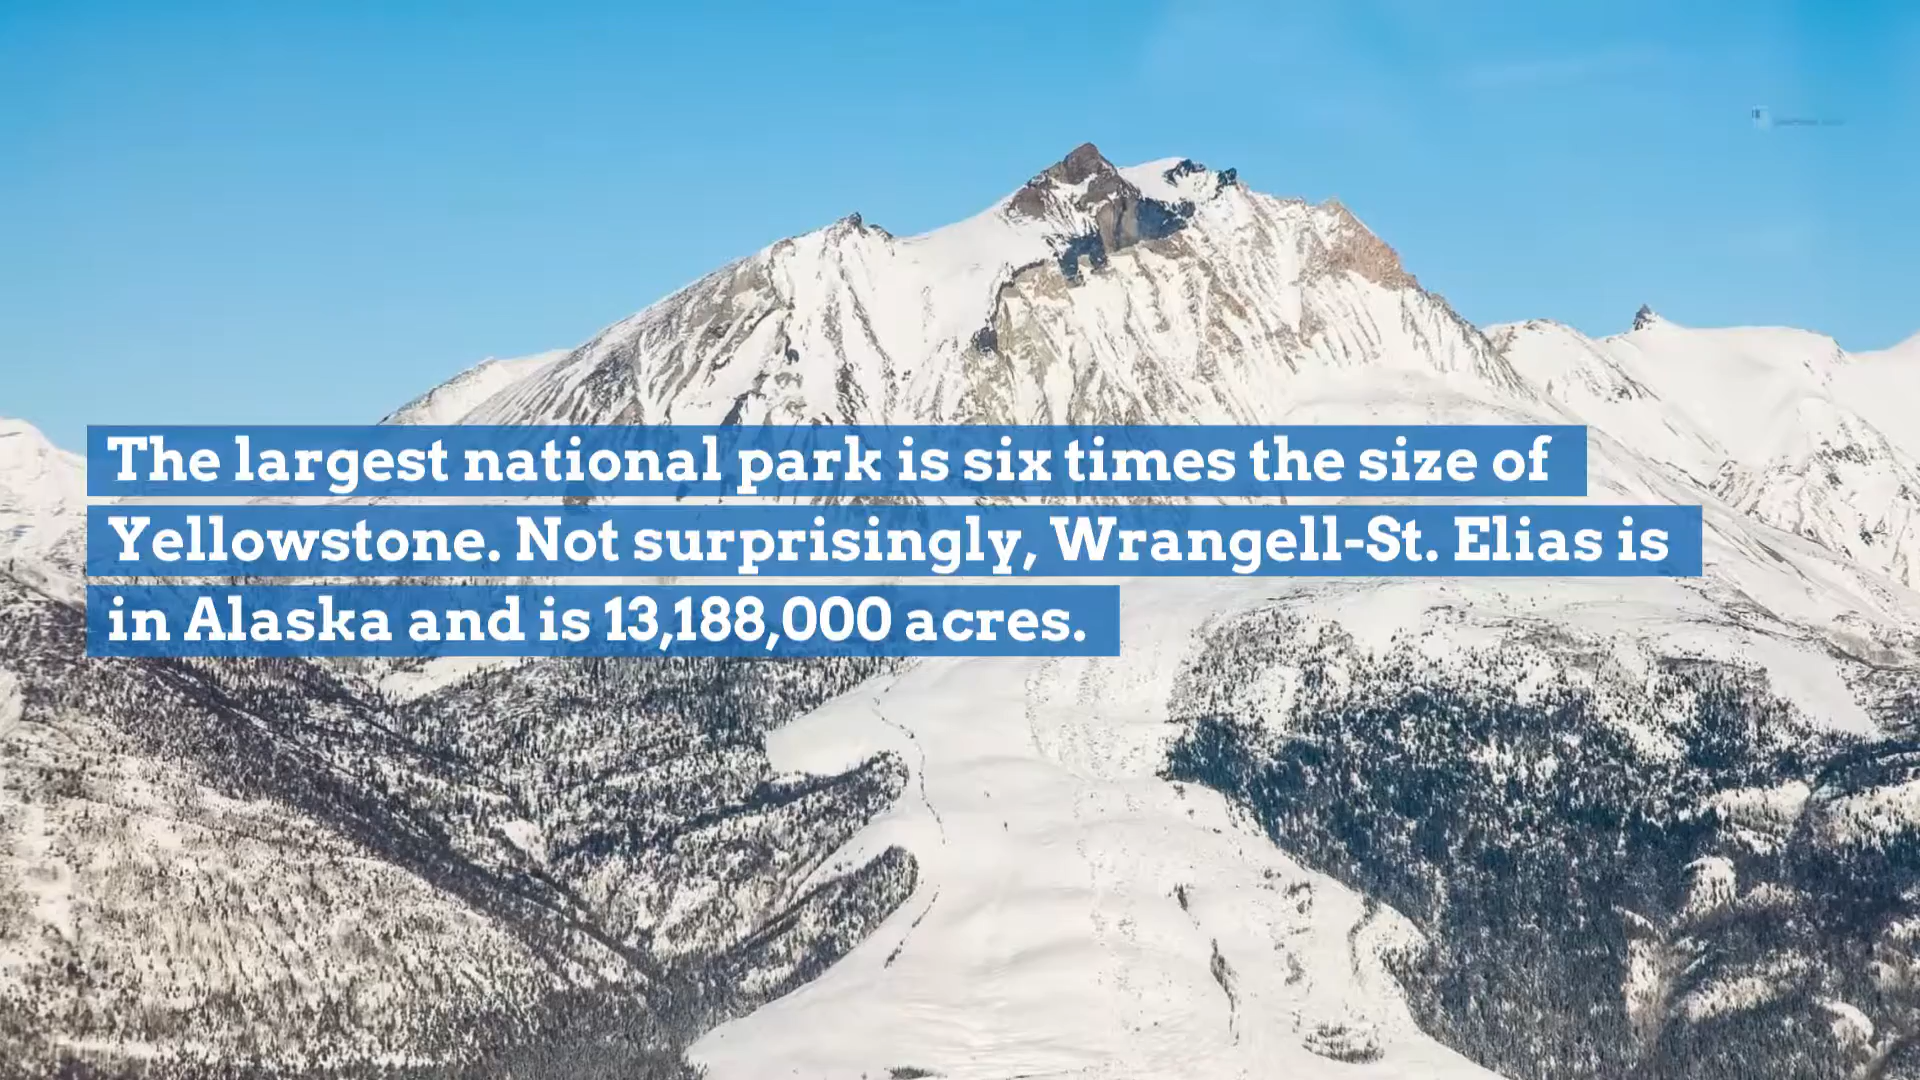 The largest national park is six times the size of
Yellowstone. Not surprisingly, Wrangell-St. Elias is
in Alaska and is 13,188,000 acres.